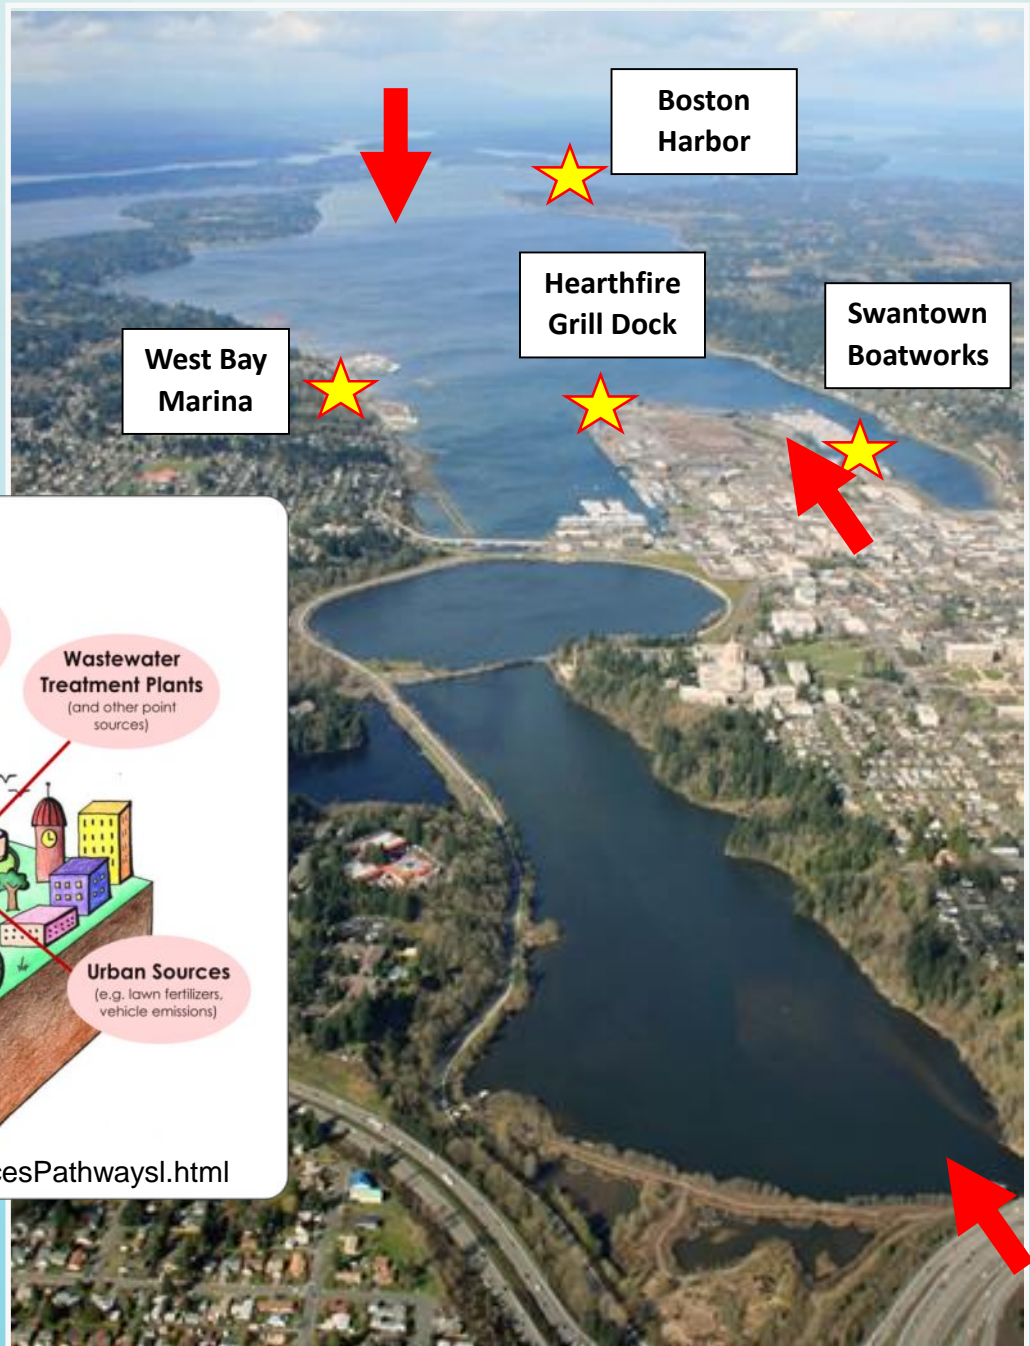 Boston
Harbor
Hearthfire
Grill Dock
Swantown
Boatworks
West Bay
Marina
Wastewater
Treatment Plants
(and other point
sources)
Urban Sources
(e.g. lawn fertilizers,
vehicle emissions)
cesPathwaysl.html